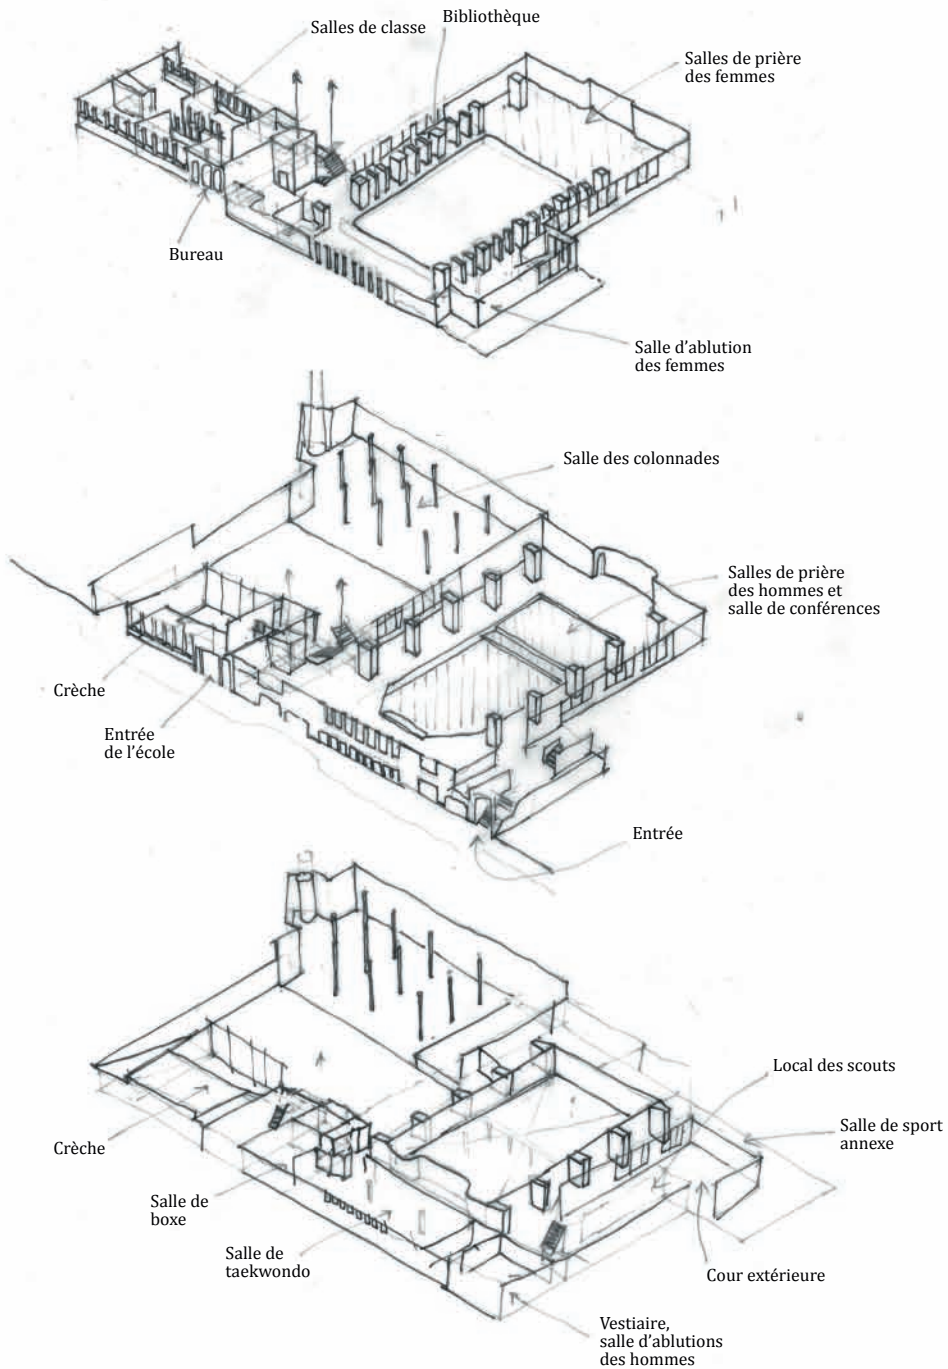 Bibliothèque
Salles de classe
Salles de prière
des femmes
Bureau
Salle d'ablution
des femmes
Salle des colonnades
Salles de prière
des hommes et
salle de conférences
Crèche
Entrée
de l'école
Entrée
Local des scouts
Salle de sport
annexe
Crèche
Salle de
boxe
Salle de
taekwondo
Cour extérieure
Vestiaire,
salle d'ablutions
des hommes